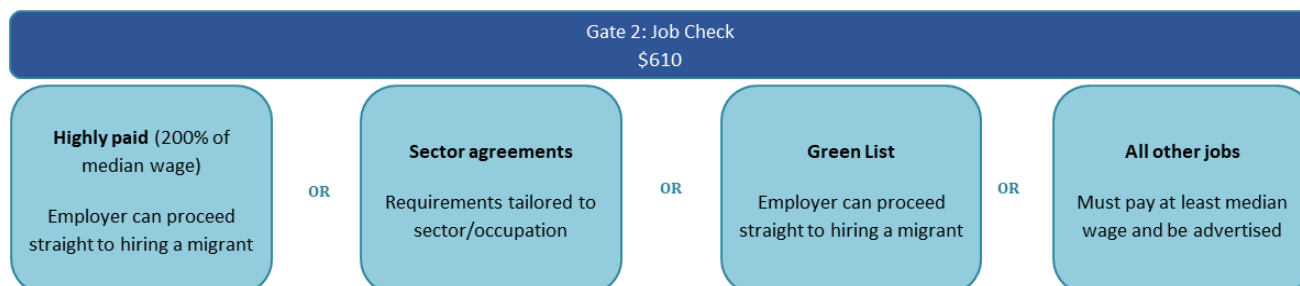 Gate 2: Job Check
$610
Highly paid (200% of
median wage)
Employer can proceed
straight to hiring a migrant
OR
Sector agreements
Requirements tailored to
sector/occupation
OR
Green List
Employer can proceed
straight to hiring a migrant
OR
All other jobs
Must pay at least median
wage and be advertised